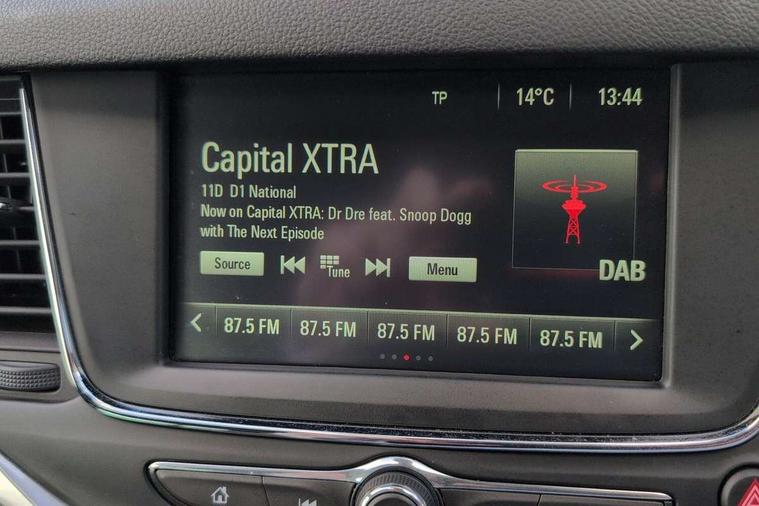 TP 14°C 13:44
Capital XTRA
11D D1 National
Now on Capital XTRA: Dr Dre feat. Snoop Dogg
with The Next Episode
Source Tune Menu
DAB
87.5 FM 87.5 FM 87.5 FM 87.5 FM 87.5 FM